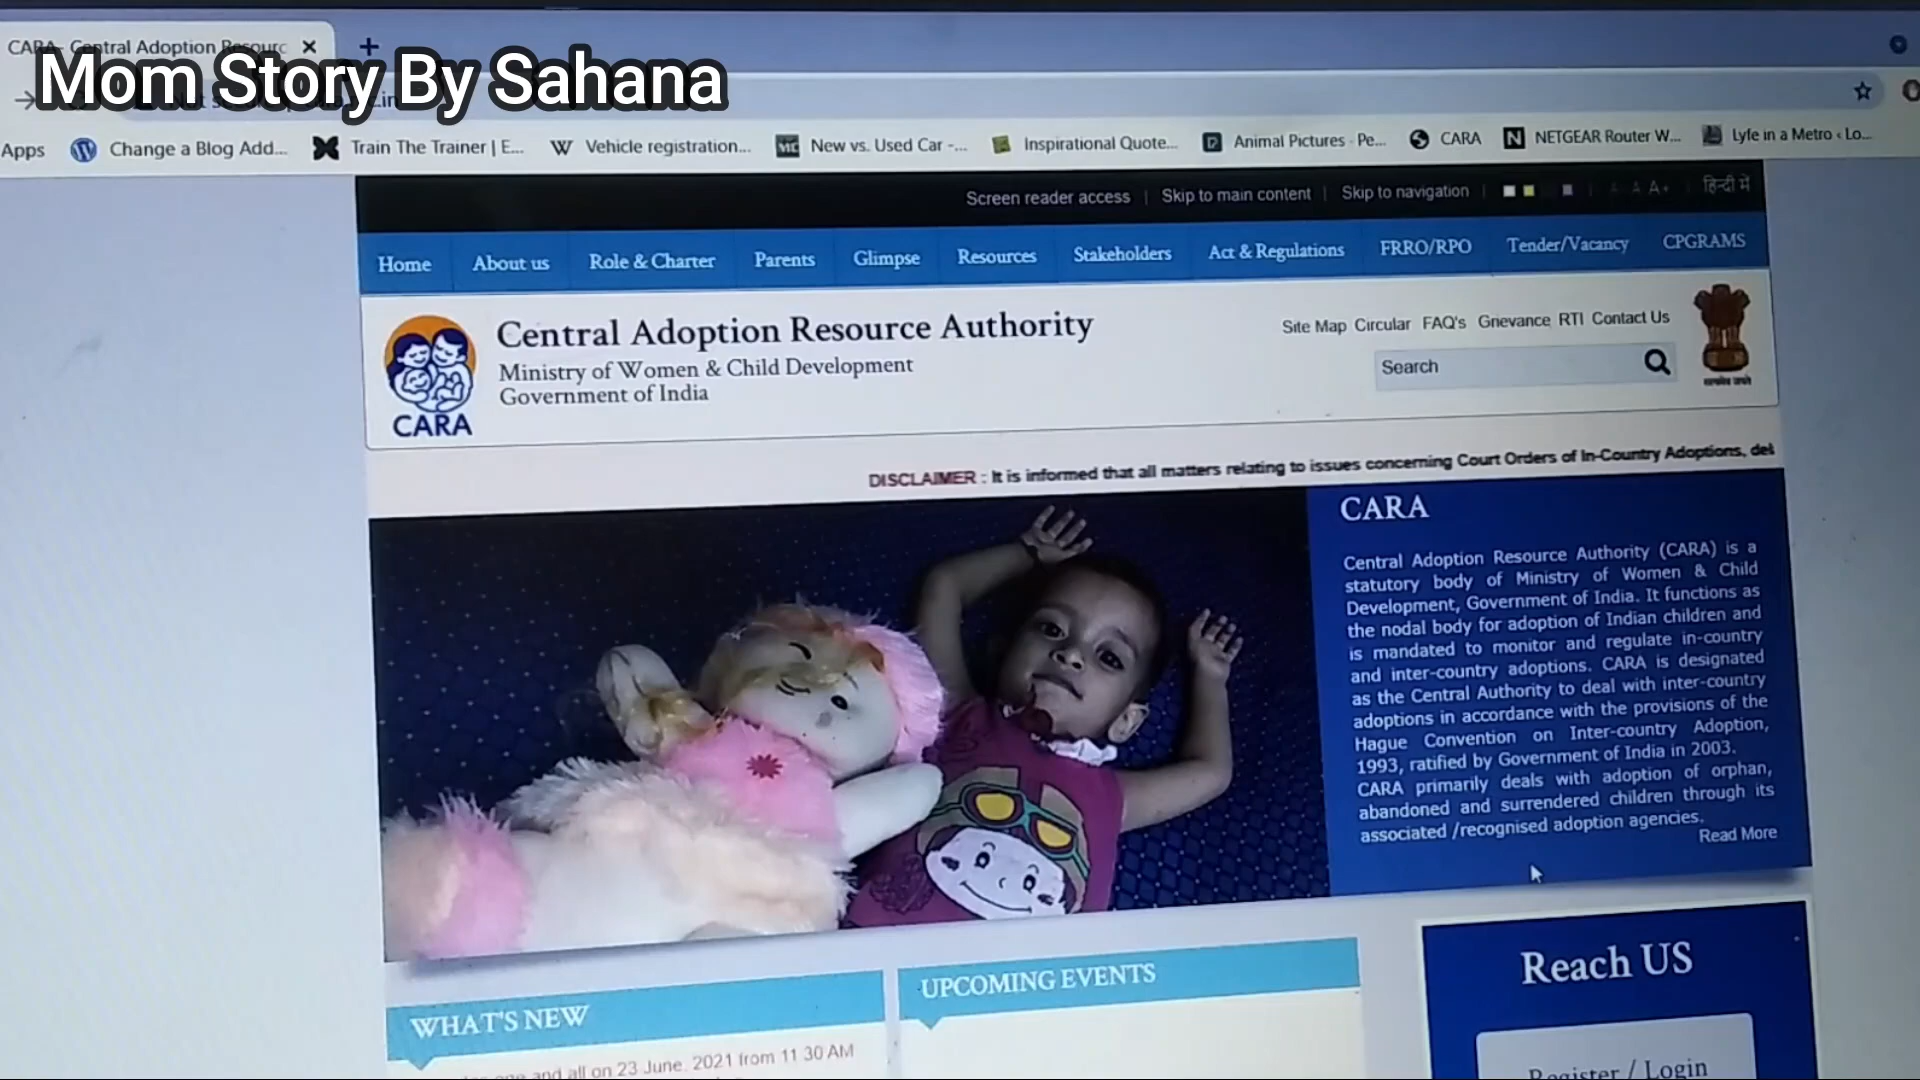 CARA- Central Adoption Resourc
Mom Story By Sahana
Apps
Change a Blog Add...
Train The Trainer | E...
Vehicle registration...
New vs. Used Car -...
Inspirational Quote...
Animal Pictures - Pe...
CARA
NETGEAR Router W...
Lyfe in a Metro ‹ Lo...
Screen reader access | Skip to main content | Skip to navigation | A A A+ हिन्दी में
Home About us Role & Charter Parents Glimpse Resources Stakeholders Act & Regulations FRRO/RPO Tender/Vacancy CPGRAMS
Central Adoption Resource Authority
Ministry of Women & Child Development
Government of India
CARA
Site Map Circular FAQ's Grievance RTI Contact Us
Search
सत्यमेव जयते
DISCLAIMER : It is informed that all matters relating to issues concerning Court Orders of In-Country Adoptions, del
CARA
Central Adoption Resource Authority (CARA) is a
statutory body of Ministry of Women & Child
Development, Government of India. It functions as
the nodal body for adoption of Indian children and
is mandated to monitor and regulate in-country
and inter-country adoptions. CARA is designated
as the Central Authority to deal with inter-country
adoptions in accordance with the provisions of the
Hague Convention on Inter-country Adoption,
1993, ratified by Government of India in 2003.
CARA primarily deals with adoption of orphan,
abandoned and surrendered children through its
associated /recognised adoption agencies.
Read More
WHAT'S NEW
one and all on 23 June, 2021 from 11 30 AM
UPCOMING EVENTS
Reach US
Register / Login